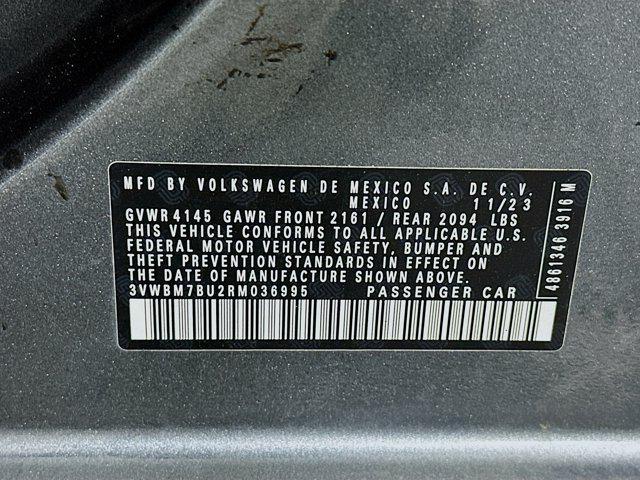 MFD BY VOLKSWAGEN DE MEXICO S.A. DE C.V.
MEXICO 11/23
GVWR 4145 GAWR FRONT 2161 / REAR 2094 LBS
THIS VEHICLE CONFORMS TO ALL APPLICABLE U.S.
FEDERAL MOTOR VEHICLE SAFETY, BUMPER AND
THEFT PREVENTION STANDARDS IN EFFECT ON
THE DATE OF MANUFACTURE SHOWN ABOVE.
3VWBM7BU2RM036995 PASSENGER CAR
4861346 3916 M